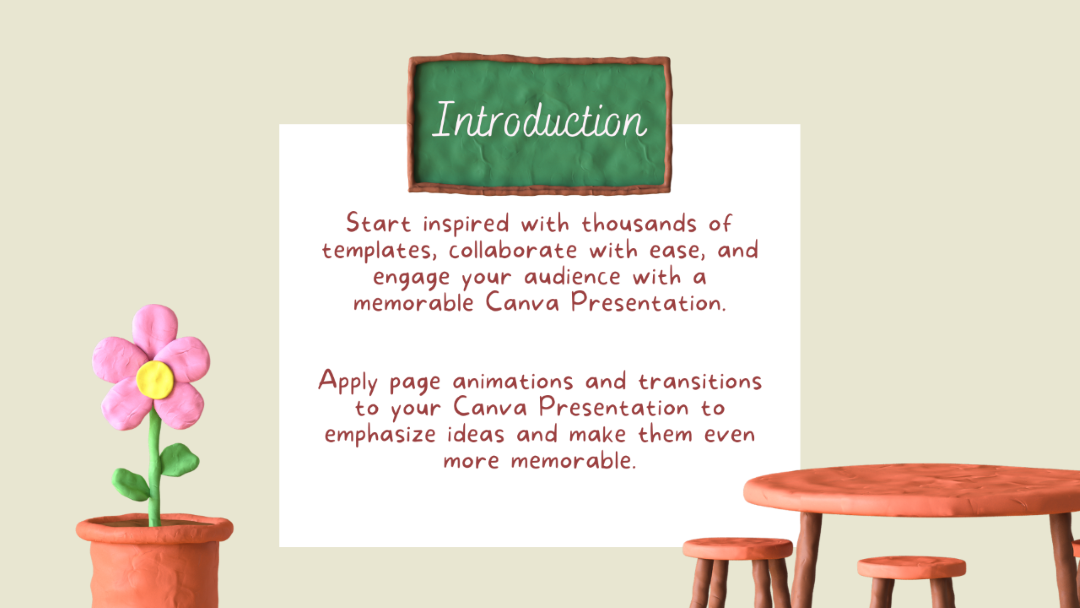 Introduction
Start inspired with thousands of
templates, collaborate with ease, and
engage your audience with a
memorable Canva Presentation.
Apply page animations and transitions
to your Canva Presentation to
emphasize ideas and make them even
more memorable.